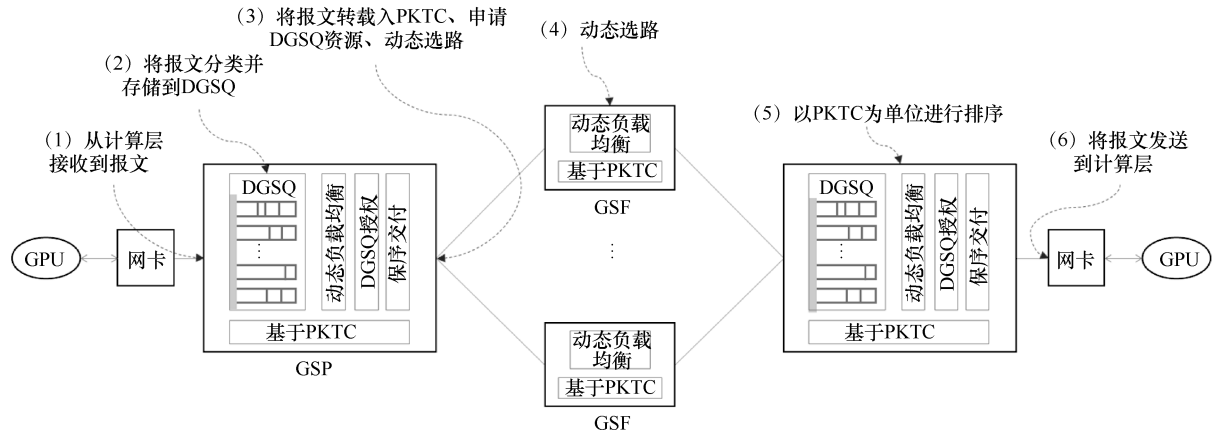 (1) 从计算层
接收到报文
(2) 将报文分类并
存储到DGSQ
(3) 将报文转载入PKTC、申请
DGSQ资源、动态选路
(4) 动态选路
(5) 以PKTC为单位进行排序
(6) 将报文发送
到计算层
GPU
网卡
DGSQ
...
动态负载均衡
DGSQ授权
保序交付
基于PKTC
GSP
动态负载
均衡
基于PKTC
GSF
...
动态负载
均衡
基于PKTC
GSF
DGSQ
...
动态负载均衡
DGSQ授权
保序交付
基于PKTC
网卡
GPU